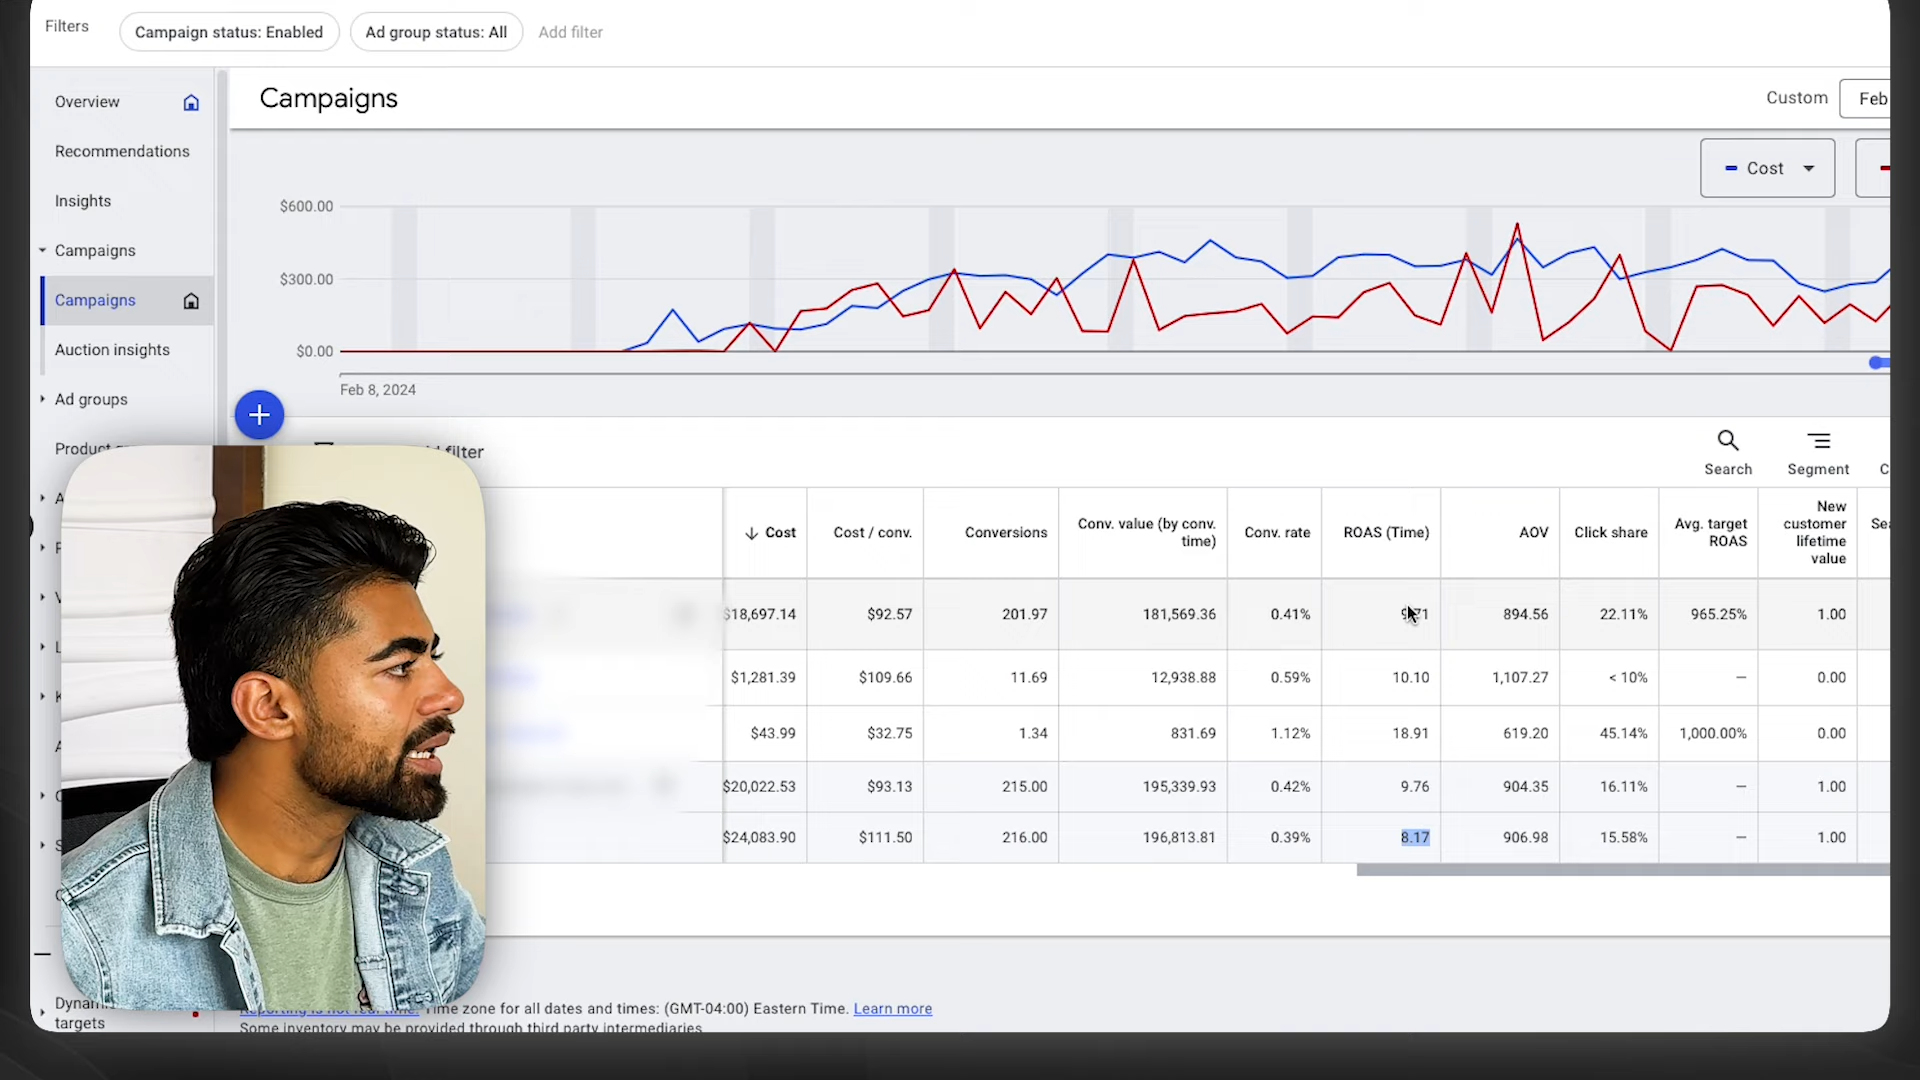 Filters
Campaign status: Enabled
Ad group status: All
Add filter
Overview
Recommendations
Insights
Campaigns
Campaigns
Auction insights
Ad groups
Product
Campaigns
Custom
Feb
Cost
$600.00
$300.00
$0.00
Feb 8, 2024
filter
Search
Segment
C
Cost
Cost / conv.
Conversions
Conv. value (by conv.
time)
Conv. rate
ROAS (Time)
AOV
Click share
Avg. target
ROAS
New
customer
lifetime
value
$18,697.14 $92.57 201.97 181,569.36 0.41% 894.56 22.11% 965.25% 1.00
$1,281.39 $109.66 11.69 12,938.88 0.59% 10.10 1,107.27 < 10% — 0.00
$43.99 $32.75 1.34 831.69 1.12% 18.91 619.20 45.14% 1,000.00% 0.00
$20,022.53 $93.13 215.00 195,339.93 0.42% 9.76 904.35 16.11% — 1.00
$24,083.90 $111.50 216.00 196,813.81 0.39% 8.17 906.98 15.58% — 1.00
targets
Reporting is not real-time. Time zone for all dates and times: (GMT-04:00) Eastern Time. Learn more
Some inventory may be provided through third party intermediaries